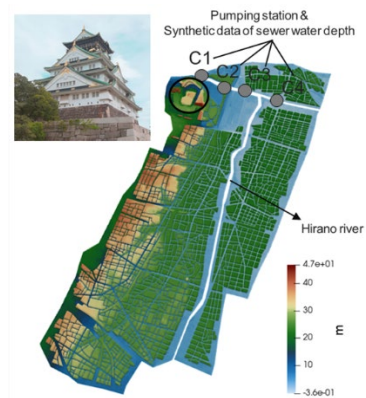 Pumping station &
Synthetic data of sewer water depth
C1
C2
C3
C4
Hirano river
4.7e+01
40
30
20
10
-3.6e-01
m